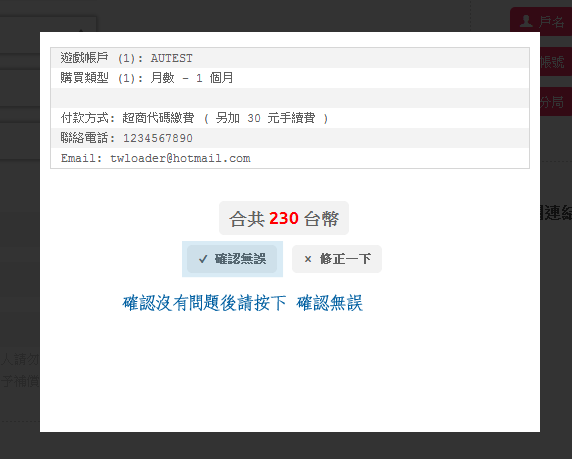 戶名
帳號
分局
遊戲帳戶 (1): AUTEST
購買類型 (1): 月數 - 1 個月
付款方式: 超商代碼繳費 ( 另加 30 元手續費 )
聯絡電話: 1234567890
Email: twloader@hotmail.com
合共 230 台幣
✓ 確認無誤
× 修正一下
確認沒有問題後請按下 確認無誤